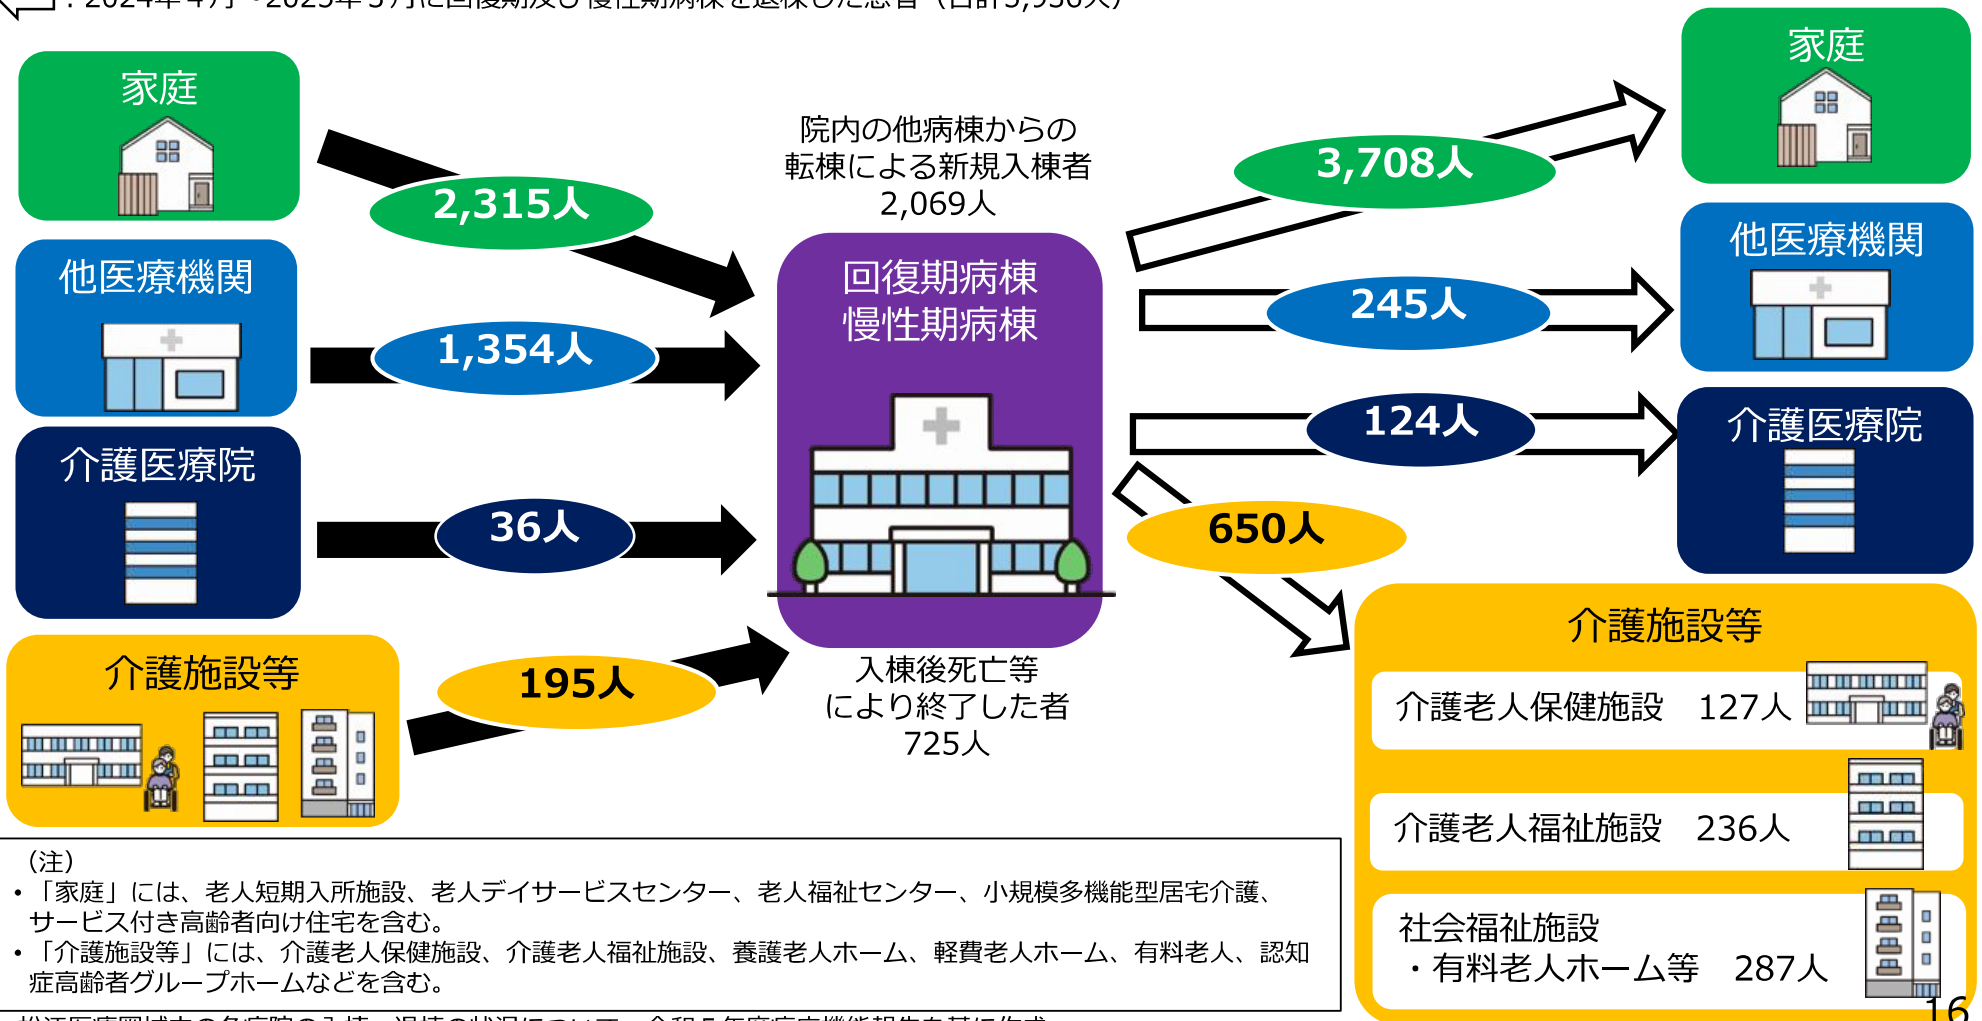 家庭
他医療機関
介護医療院
介護施設等
2,315人
1,354人
36人
195人
院内の他病棟からの
転棟による新規入棟者
2,069人
回復期病棟
慢性期病棟
入棟後死亡等
により終了した者
725人
3,708人
245人
124人
650人
家庭
他医療機関
介護医療院
介護施設等
介護老人保健施設　127人
介護老人福祉施設　236人
社会福祉施設
・有料老人ホーム等　287人
（注）
・「家庭」には、老人短期入所施設、老人デイサービスセンター、老人福祉センター、小規模多機能型居宅介護、
サービス付き高齢者向け住宅を含む。
・「介護施設等」には、介護老人保健施設、介護老人福祉施設、養護老人ホーム、軽費老人ホーム、有料老人、認知
症高齢者グループホームなどを含む。
16